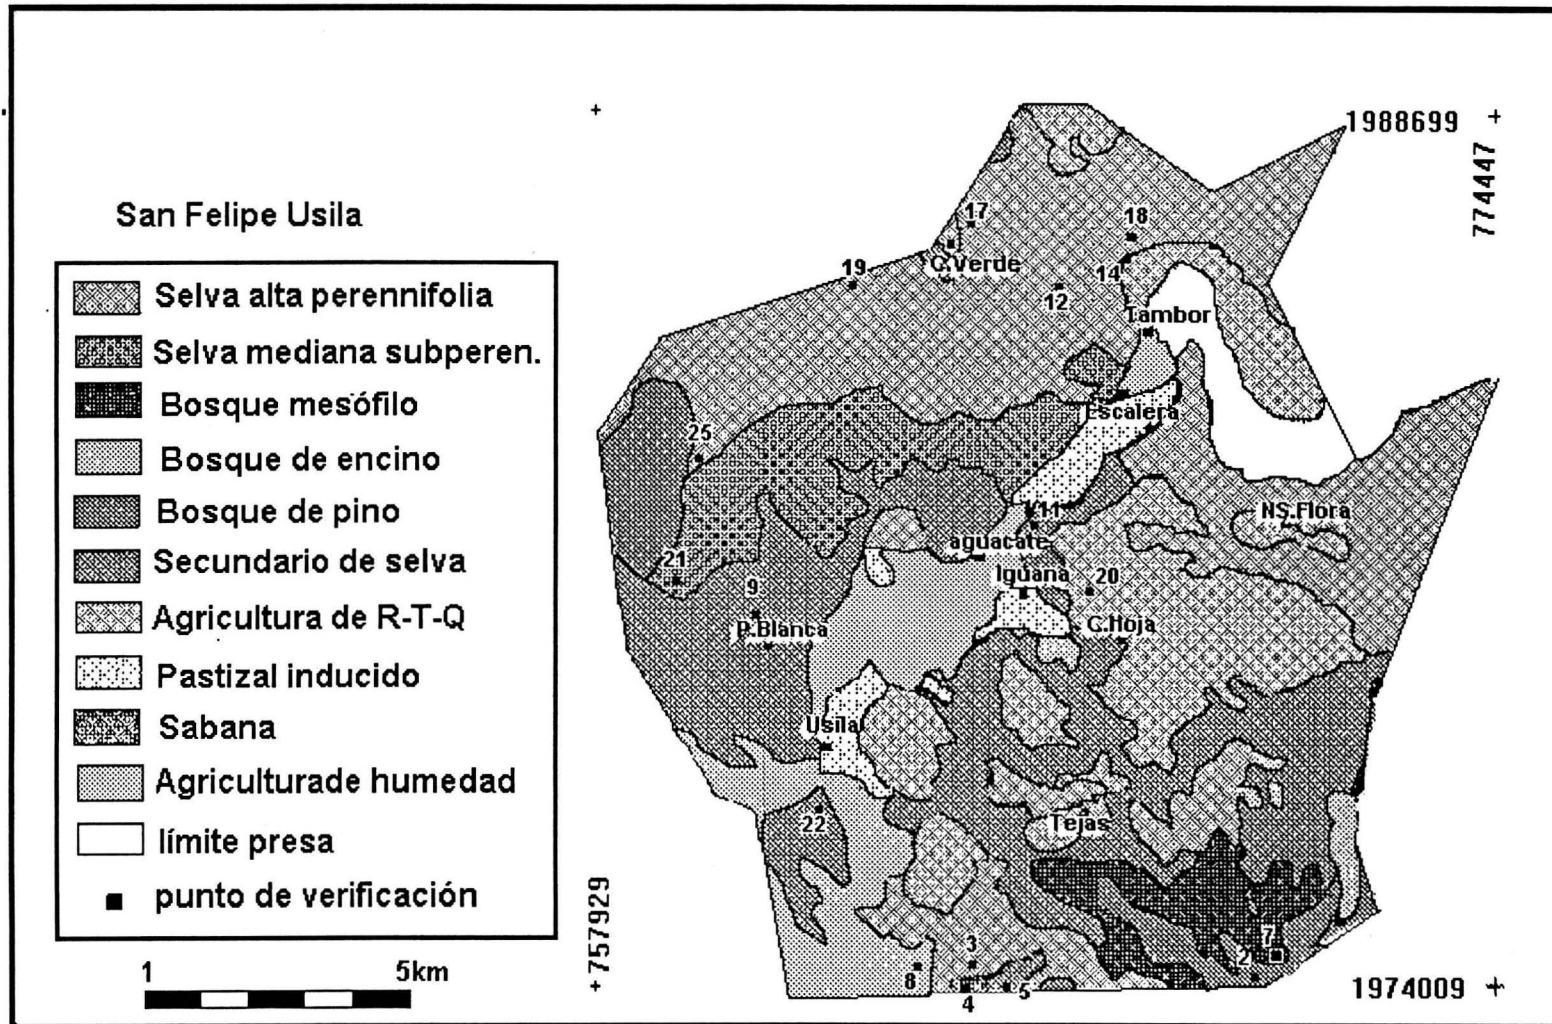 San Felipe Usila
Selva alta perennifolia
Selva mediana subperen.
Bosque mesófilo
Bosque de encino
Bosque de pino
Secundario de selva
Agricultura de R-T-Q
Pastizal inducido
Sabana
Agriculturade humedad
límite presa
punto de verificación
1 5km
1988699
774447
757929
1974009
17
18
C.Verde
19
14
12
Tambor
Escalera
25
11
NS.Flora
aguacate
21
Iguana
20
9
P.Blanca
C.Hoja
Usila
22
Tejas
3
7
2
8
5
4